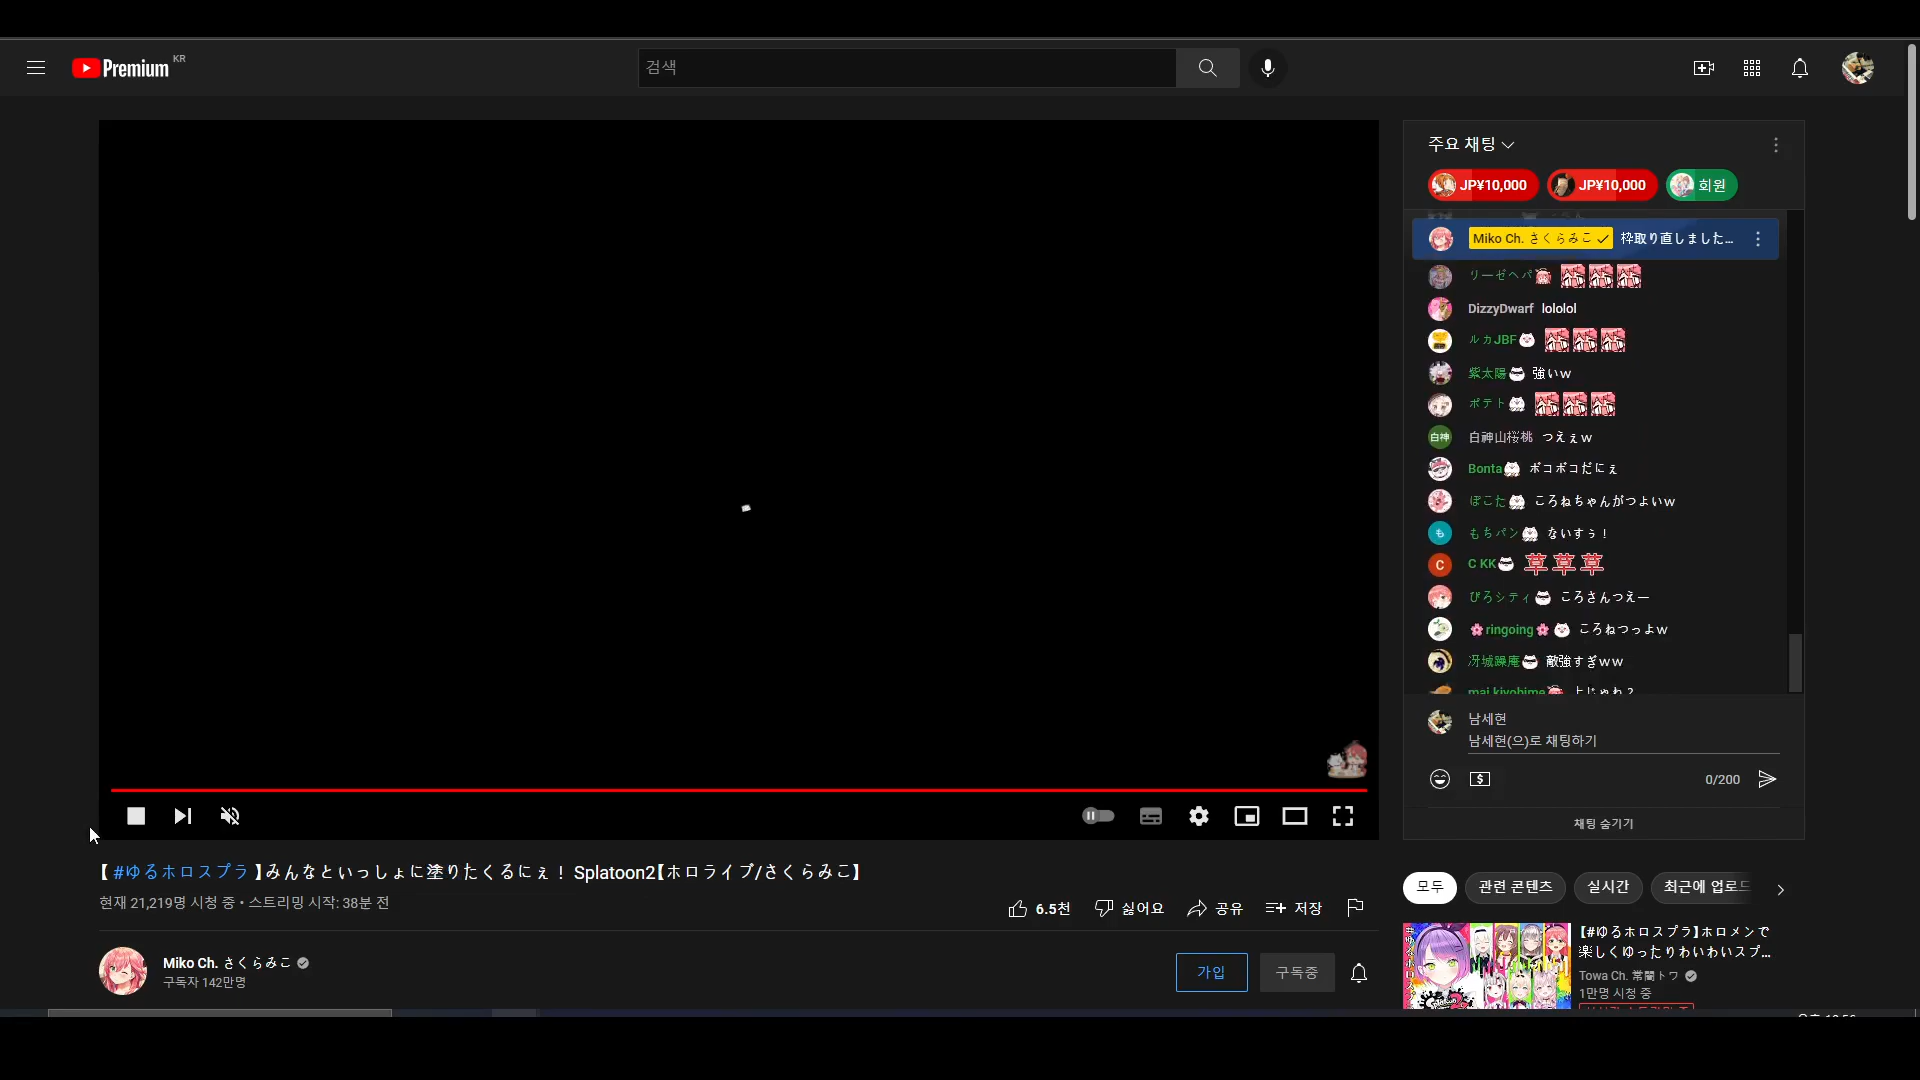 Premium KR
검색
주요 채팅
JP¥10,000
JP¥10,000
회원
Miko Ch. さくらみこ 枠取り直しました...
リーゼヘパ
DizzyDwarf lololol
ルカJBF
紫太陽 強いw
ポテト
白神 白神山桜桃 つえぇw
Bonta ボコボコだにぇ
ぽこた ころねちゃんがつよいw
も もちパン ないすぅ！
C C KK 草草草
ぴろシティ ころさんつえー
ringoing ころねつっよw
冴城躁庵 敵強すぎww
mai kiyohime 上じゃね？
남세현
남세현(으)로 채팅하기
0/200
채팅 숨기기
【 #ゆるホロスプラ 】みんなといっしょに塗りたくるにぇ！ Splatoon2【ホロライブ/さくらみこ】
현재 21,219명 시청 중 • 스트리밍 시작: 38분 전
6.5천
싫어요
공유
저장
Miko Ch. さくらみこ
구독자 142만명
가입
구독중
모두
관련 콘텐츠
실시간
최근에 업로드
【#ゆるホロスプラ】ホロメンで
楽しくゆったりわいわいスプ...
Towa Ch. 常闇トワ
1만명 시청 중